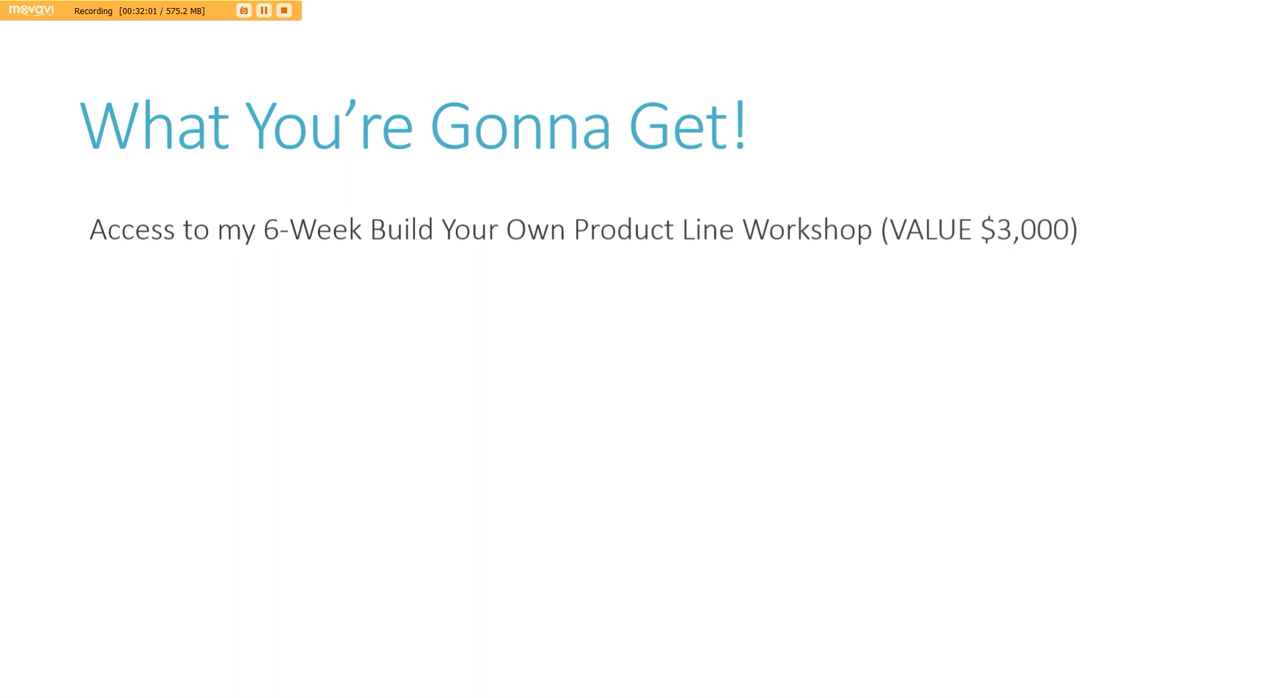 movavi Recording [00:32:01 / 575.2 MB]
What You’re Gonna Get!
Access to my 6-Week Build Your Own Product Line Workshop (VALUE $3,000)